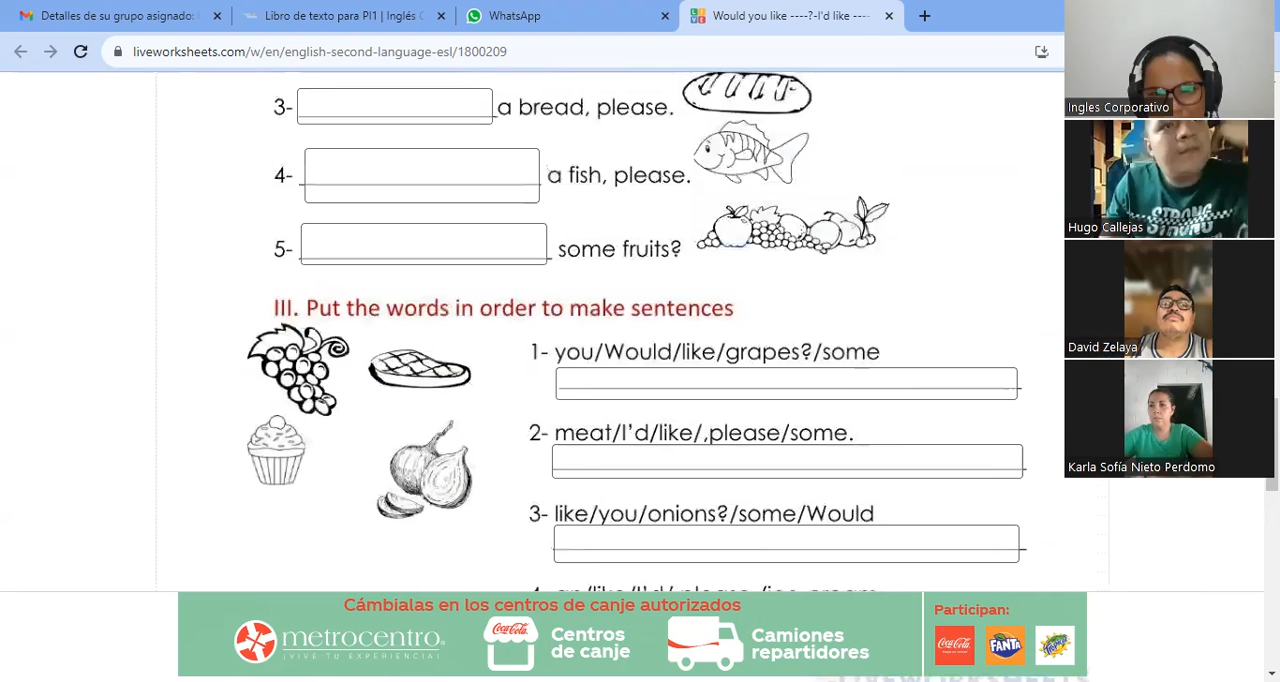 Detalles de su grupo asignado:
Libro de texto para PI1 | Inglés
WhatsApp
Would you like ----?-I'd like ----
liveworksheets.com/w/en/english-second-language-esl/1800209
3- a bread, please.
4- a fish, please.
5- some fruits?
III. Put the words in order to make sentences
1- you/Would/like/grapes?/some
2- meat/I'd/like/,please/some.
3- like/you/onions?/some/Would
Ingles Corporativo
Hugo Callejas
STRONG
David Zelaya
Karla Sofía Nieto Perdomo
Cámbialas en los centros de canje autorizados
metrocentro
¡VIVE TU EXPERIENCIA!
Coca-Cola
Centros
de canje
Camiones
repartidores
Participan:
Coca-Cola
FANTA